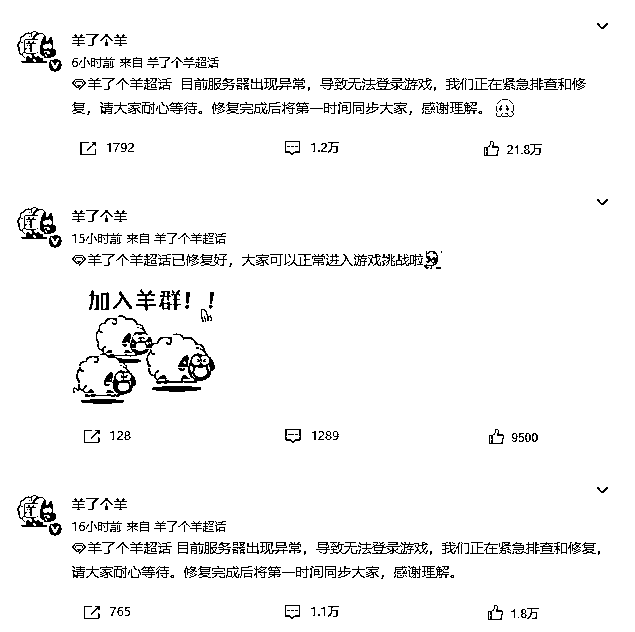 羊了个羊
6小时前 来自 羊了个羊超话
羊了个羊超话 目前服务器出现异常，导致无法登录游戏，我们正在紧急排查和修
复，请大家耐心等待。修复完成后将第一时间同步大家，感谢理解。
1792 1.2万 21.8万
羊了个羊
15小时前 来自 羊了个羊超话
羊了个羊超话已修复好，大家可以正常进入游戏挑战啦
加入羊群！！
128 1289 9500
羊了个羊
16小时前 来自 羊了个羊超话
羊了个羊超话 目前服务器出现异常，导致无法登录游戏，我们正在紧急排查和修复，
请大家耐心等待。修复完成后将第一时间同步大家，感谢理解。
765 1.1万 1.8万